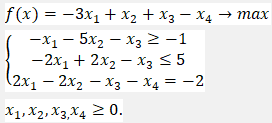 f(x) = −3x₁ + x₂ + x₃ − x₄ → max
−x₁ − 5x₂ − x₃ ≥ −1
−2x₁ + 2x₂ − x₃ ≤ 5
2x₁ − 2x₂ − x₃ − x₄ = −2
x₁, x₂, x₃, x₄ ≥ 0.